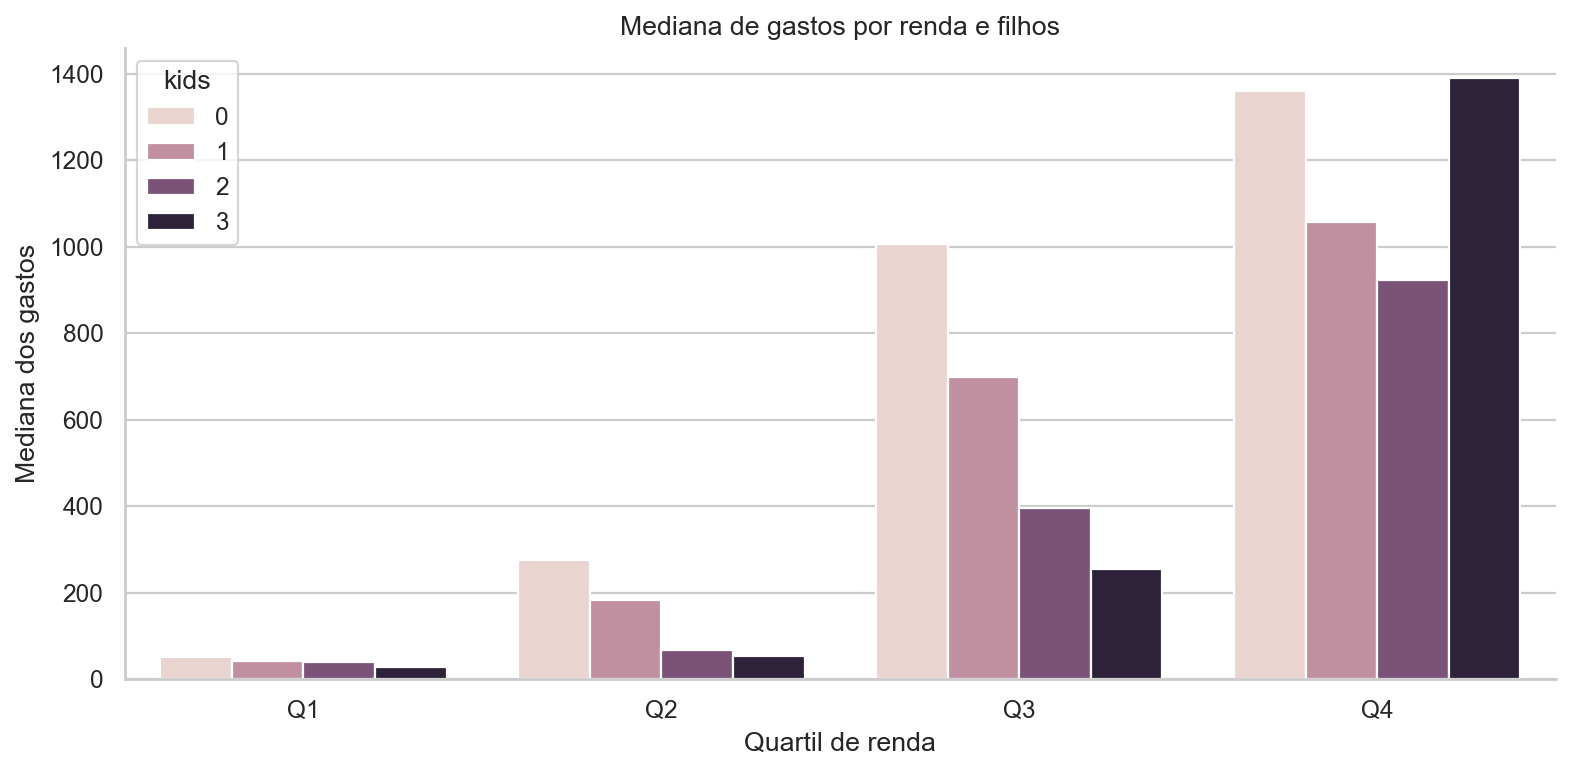 Mediana de gastos por renda e filhos
kids
0
1
2
3
Mediana dos gastos
1400
1200
1000
800
600
400
200
0
Q1 Q2 Q3 Q4
Quartil de renda